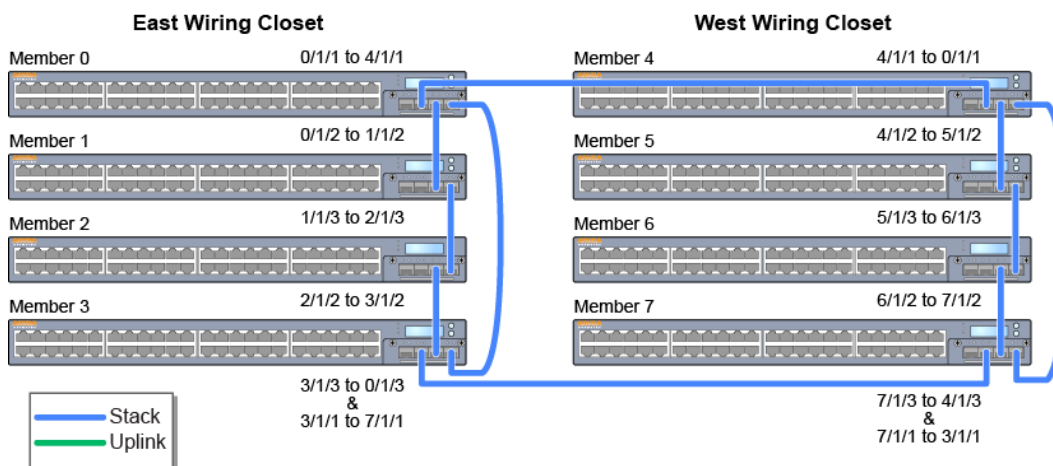 East Wiring Closet
Member 0 0/1/1 to 4/1/1
Member 1 0/1/2 to 1/1/2
Member 2 1/1/3 to 2/1/3
Member 3 2/1/2 to 3/1/2
3/1/3 to 0/1/3
&
3/1/1 to 7/1/1
West Wiring Closet
Member 4 4/1/1 to 0/1/1
Member 5 4/1/2 to 5/1/2
Member 6 5/1/3 to 6/1/3
Member 7 6/1/2 to 7/1/2
7/1/3 to 4/1/3
&
7/1/1 to 3/1/1
Stack
Uplink